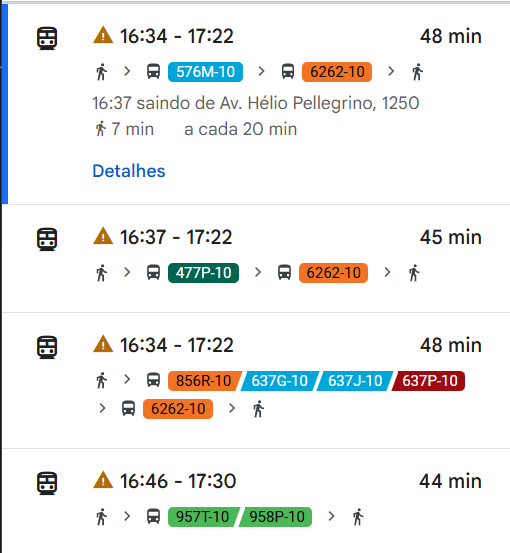 16:34 - 17:22 48 min
576M-10 6262-10
16:37 saindo de Av. Hélio Pellegrino, 1250
7 min a cada 20 min
Detalhes
16:37 - 17:22 45 min
477P-10 6262-10
16:34 - 17:22 48 min
856R-10 637G-10 637J-10 637P-10
6262-10
16:46 - 17:30 44 min
957T-10 958P-10